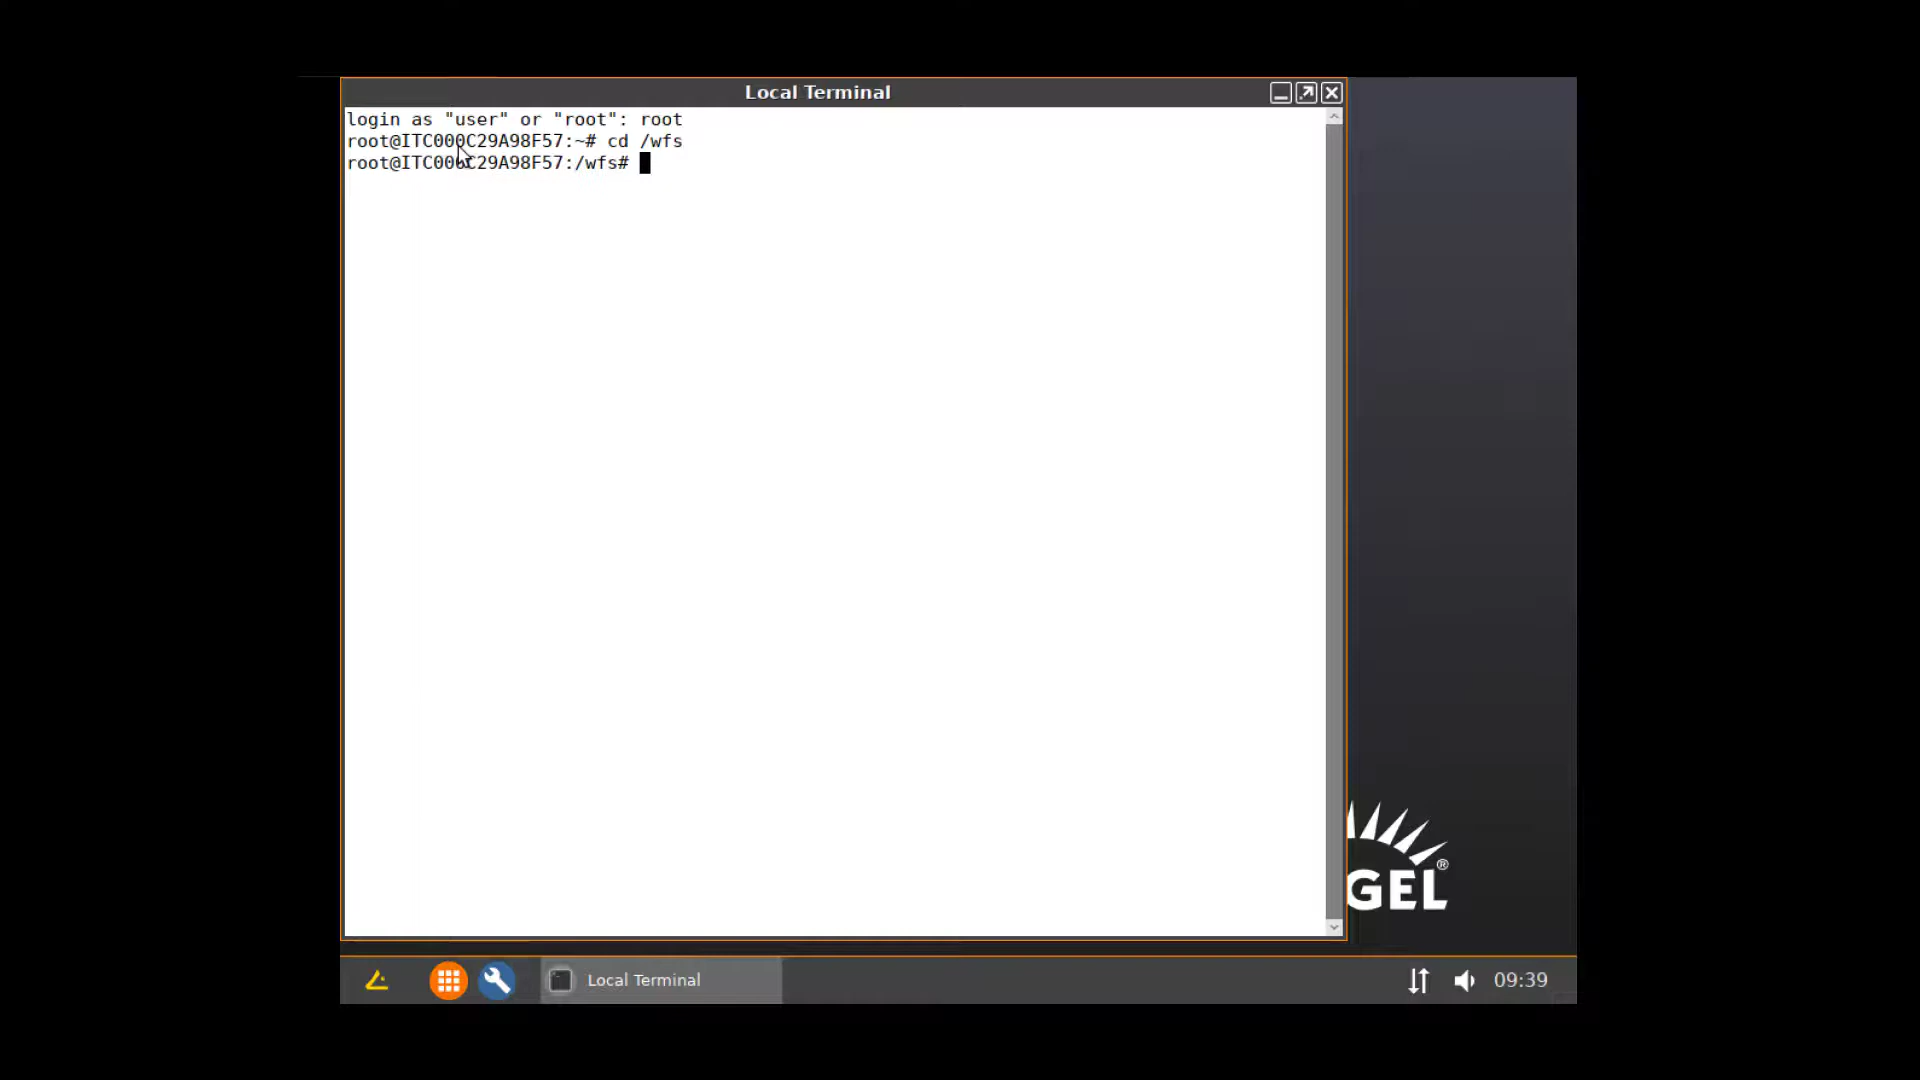 Local Terminal
login as "user" or "root": root
root@ITC000C29A98F57:~# cd /wfs
root@ITC000C29A98F57:/wfs#
GEL®
Local Terminal
09:39